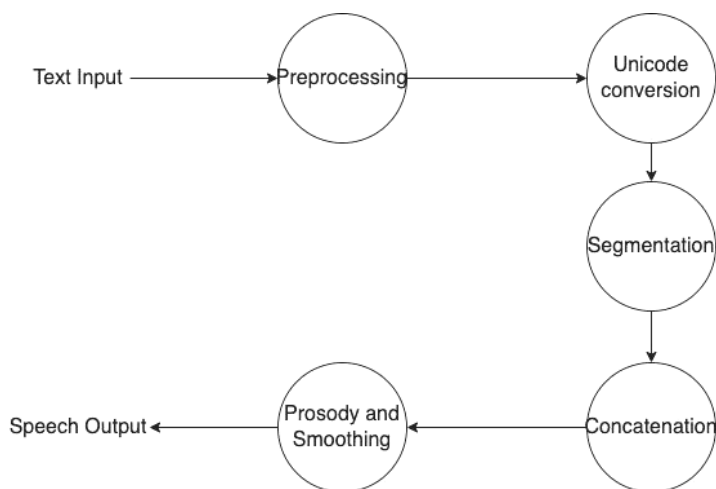 Text Input
Preprocessing
Unicode
conversion
Segmentation
Concatenation
Prosody and
Smoothing
Speech Output